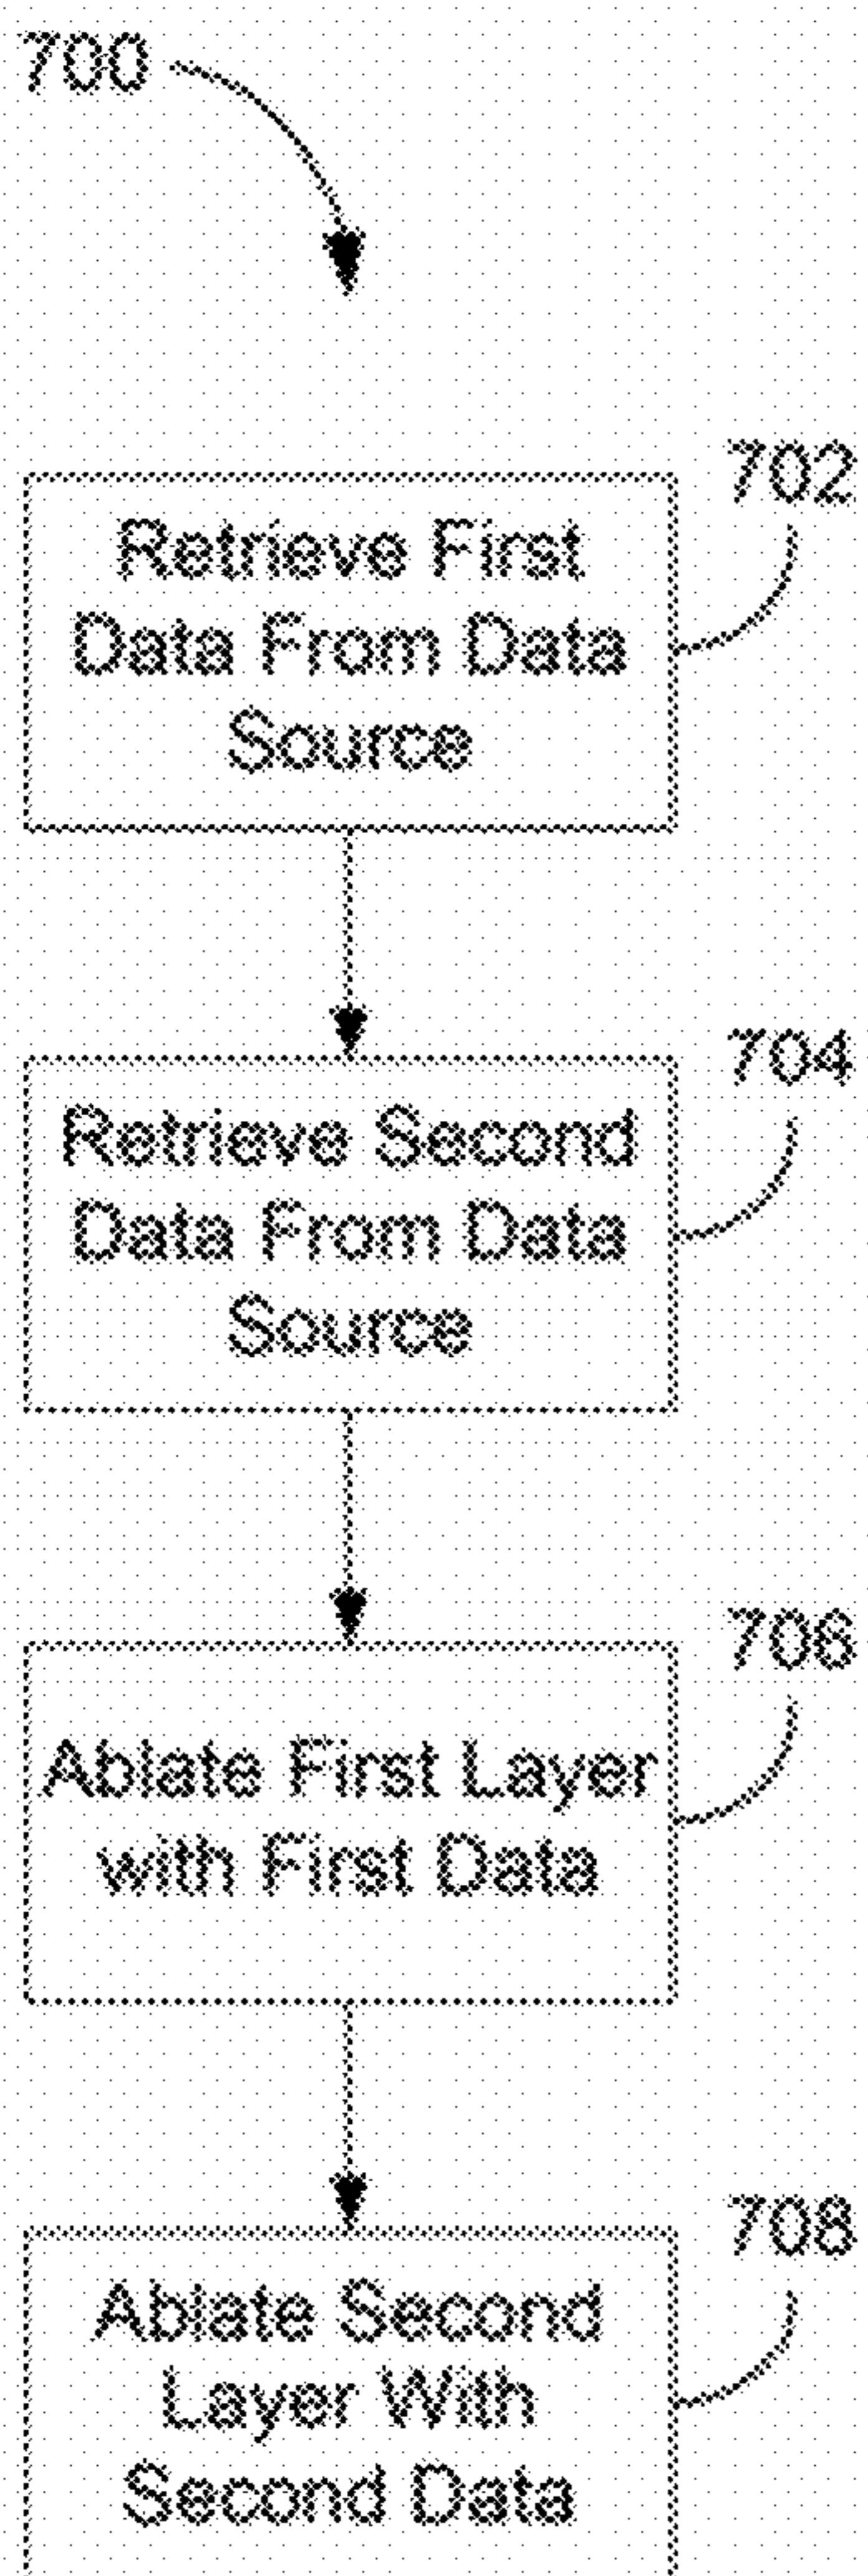 700
702
Retrieve First
Data From Data
Source
704
Retrieve Second
Data From Data
Source
706
Ablate First Layer
with First Data
708
Ablate Second
Layer With
Second Data